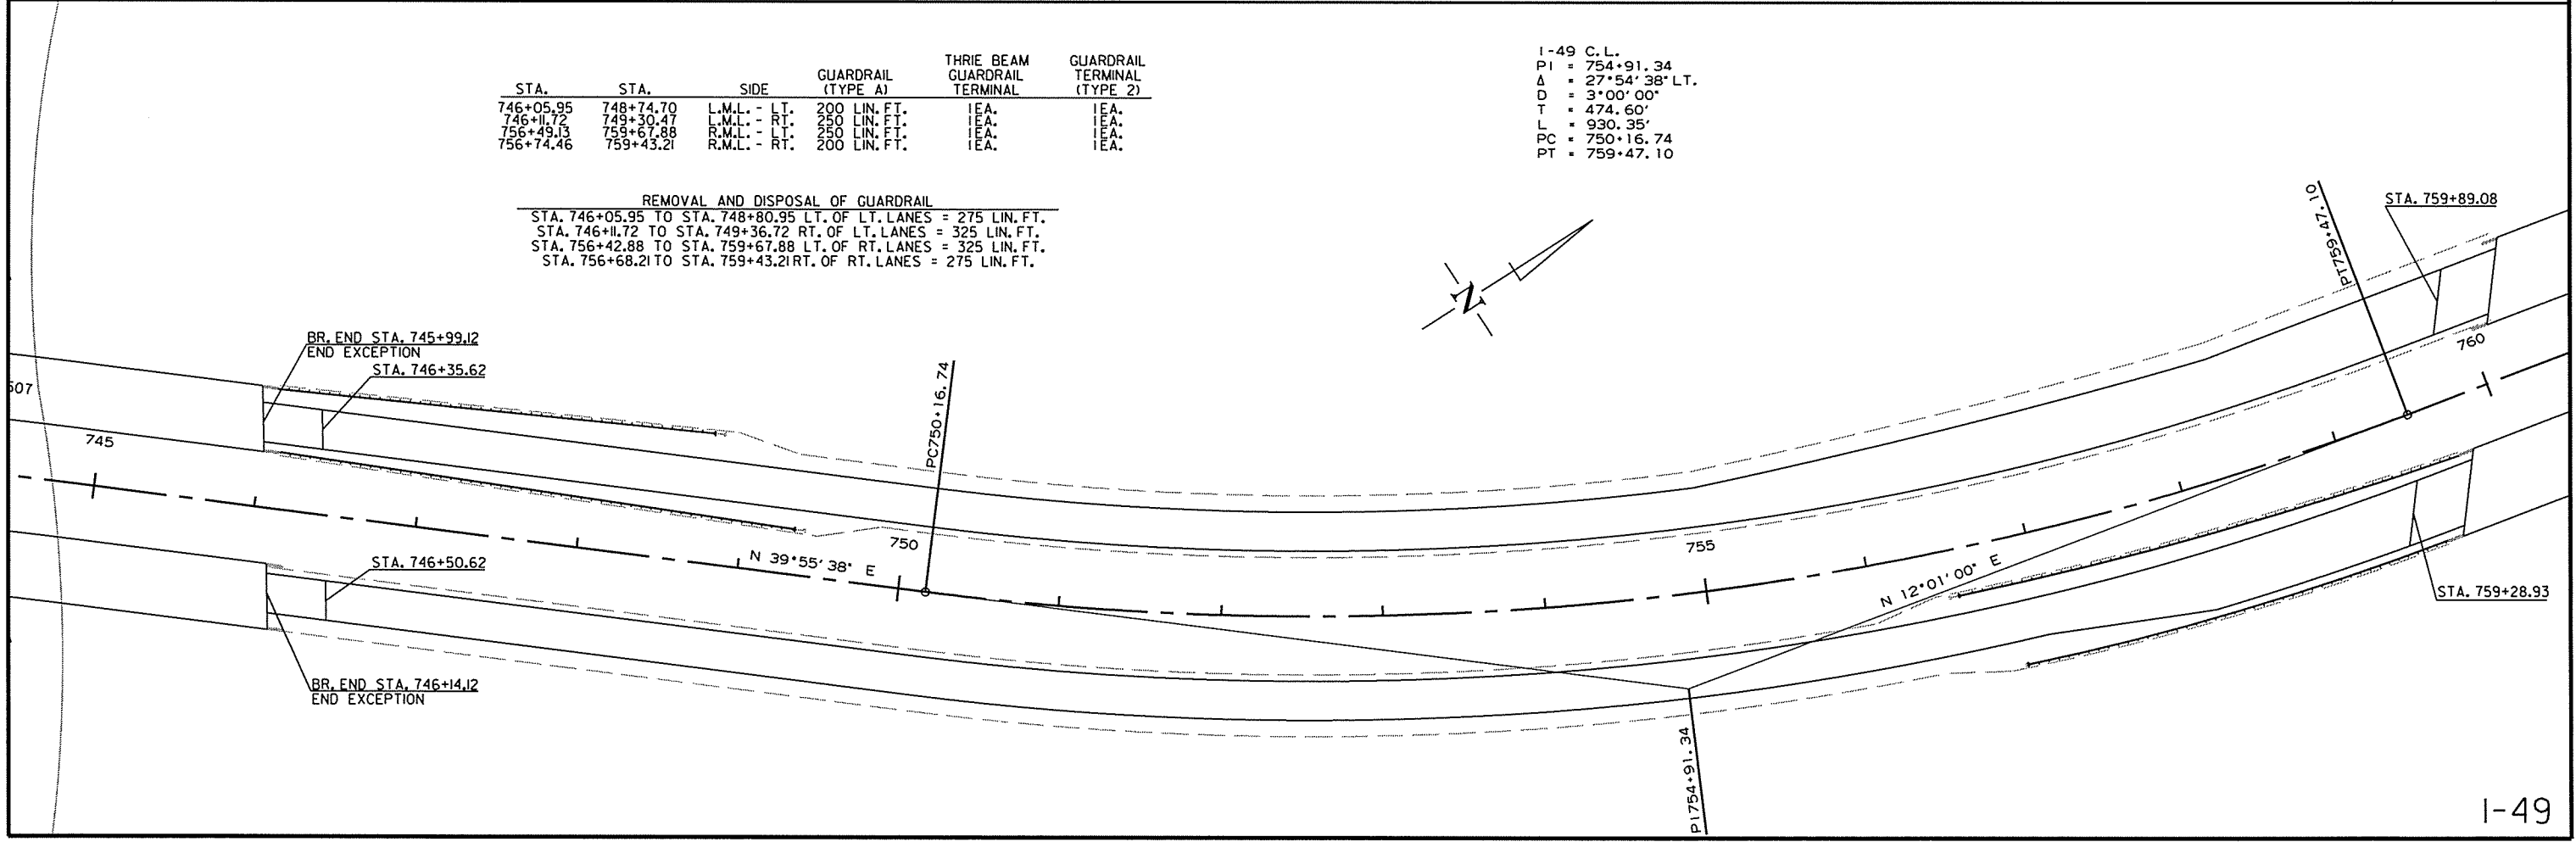 STA. STA. SIDE GUARDRAIL (TYPE A) THRIE BEAM GUARDRAIL TERMINAL GUARDRAIL TERMINAL (TYPE 2)
746+05.95 748+74.70 L.M.L. - LT. 200 LIN. FT. 1 EA. 1 EA.
746+11.72 749+30.47 L.M.L. - RT. 250 LIN. FT. 1 EA. 1 EA.
756+49.13 759+67.88 R.M.L. - LT. 250 LIN. FT. 1 EA. 1 EA.
756+74.46 759+43.21 R.M.L. - RT. 200 LIN. FT. 1 EA. 1 EA.
REMOVAL AND DISPOSAL OF GUARDRAIL
STA. 746+05.95 TO STA. 748+80.95 LT. OF LT. LANES = 275 LIN. FT.
STA. 746+11.72 TO STA. 749+36.72 RT. OF LT. LANES = 325 LIN. FT.
STA. 756+42.88 TO STA. 759+67.88 LT. OF RT. LANES = 325 LIN. FT.
STA. 756+68.21 TO STA. 759+43.21 RT. OF RT. LANES = 275 LIN. FT.
I-49 C.L.
PI = 754+91.34
Δ = 27°54'38" LT.
D = 3°00'00"
T = 474.60'
L = 930.35'
PC = 750+16.74
PT = 759+47.10
N
PT759+47.10
STA. 759+89.08
760
BR. END STA. 745+99.12
END EXCEPTION
STA. 746+35.62
507
745
PC750+16.74
750
N 39°55'38" E
755
N 12°01'00" E
STA. 746+50.62
BR. END STA. 746+14.12
END EXCEPTION
STA. 759+28.93
PI754+91.34
I-49